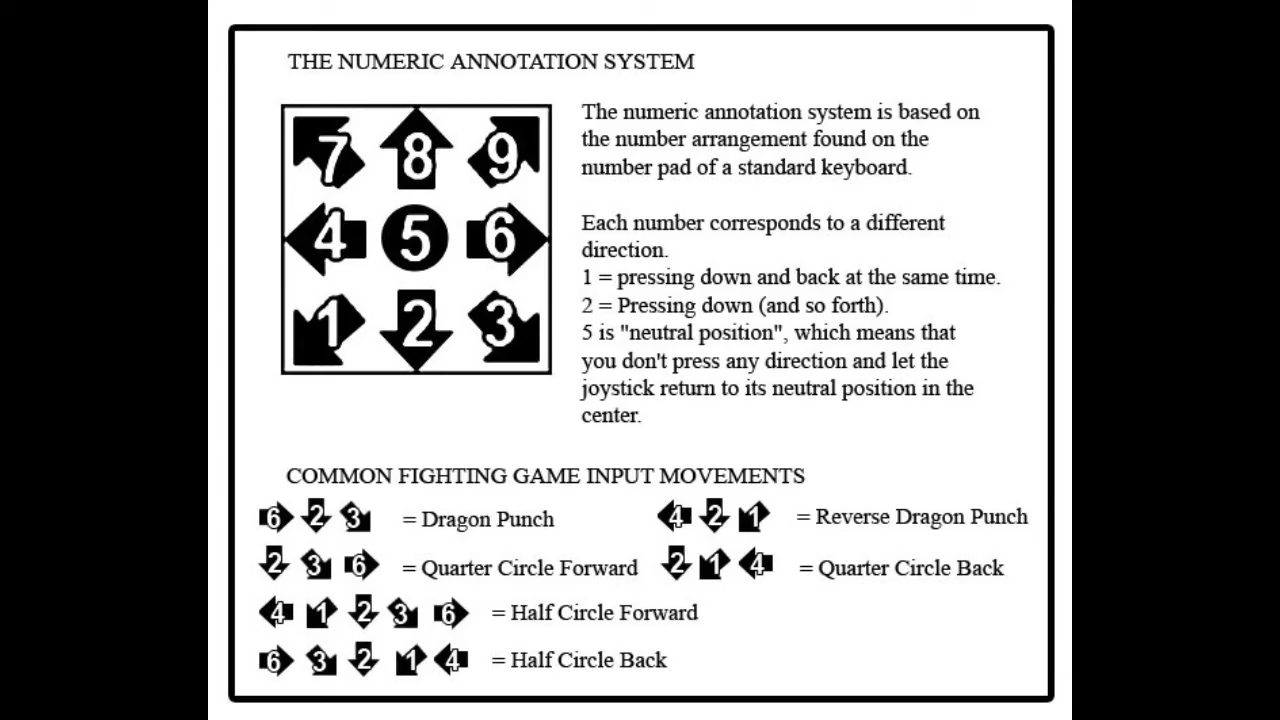 THE NUMERIC ANNOTATION SYSTEM
7 8 9
4 5 6
1 2 3
The numeric annotation system is based on
the number arrangement found on the
number pad of a standard keyboard.
Each number corresponds to a different
direction.
1 = pressing down and back at the same time.
2 = Pressing down (and so forth).
5 is "neutral position", which means that
you don't press any direction and let the
joystick return to its neutral position in the
center.
COMMON FIGHTING GAME INPUT MOVEMENTS
6 2 3 = Dragon Punch
4 2 1 = Reverse Dragon Punch
2 3 6 = Quarter Circle Forward
2 1 4 = Quarter Circle Back
4 1 2 3 6 = Half Circle Forward
6 3 2 1 4 = Half Circle Back